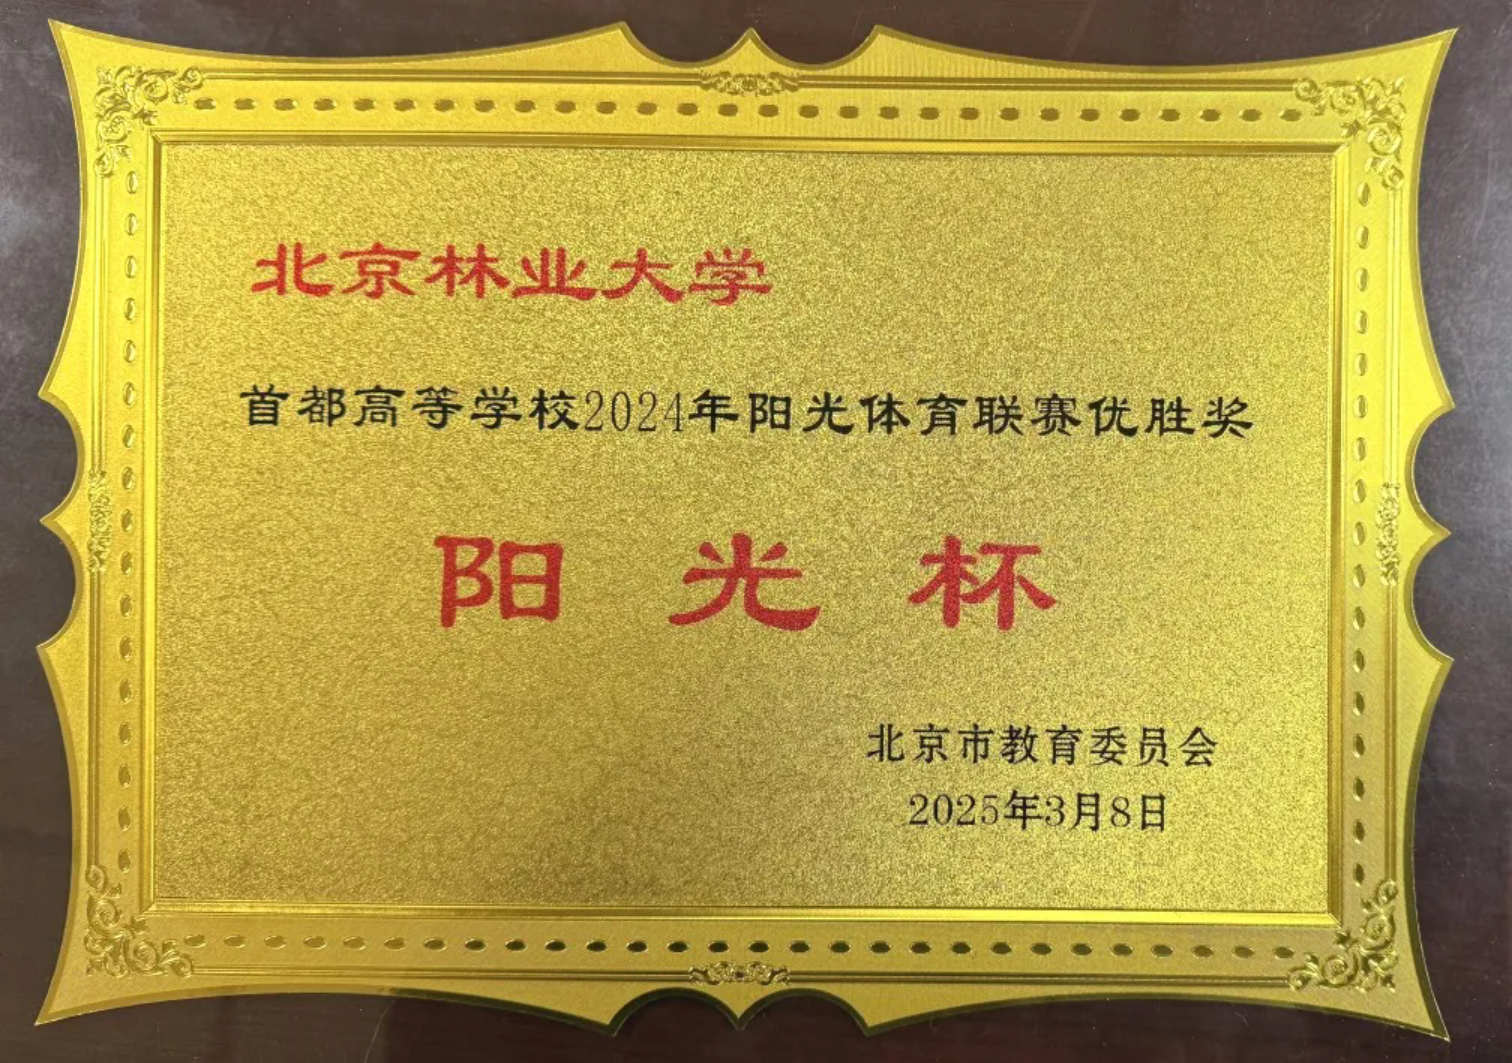 北京林业大学
首都高等学校2024年阳光体育联赛优胜奖
阳光杯
北京市教育委员会
2025年3月8日